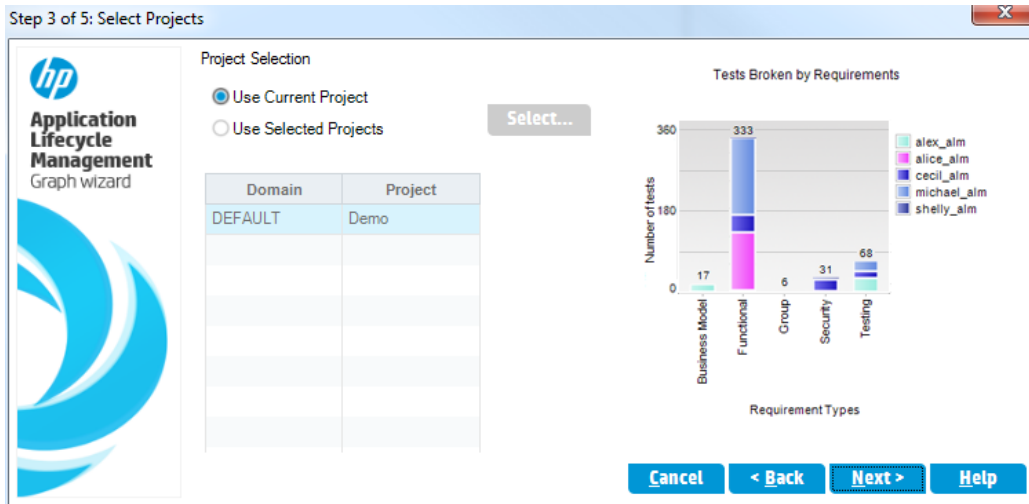 Step 3 of 5: Select Projects
X
hp
Application
Lifecycle
Management
Graph wizard
Project Selection
Use Current Project
Use Selected Projects
Select...
Domain Project
DEFAULT Demo
Tests Broken by Requirements
Number of tests
360
180
0
17
333
6
31
68
Business Model
Functional
Group
Security
Testing
Requirement Types
alex_alm
alice_alm
cecil_alm
michael_alm
shelly_alm
Cancel < Back Next > Help